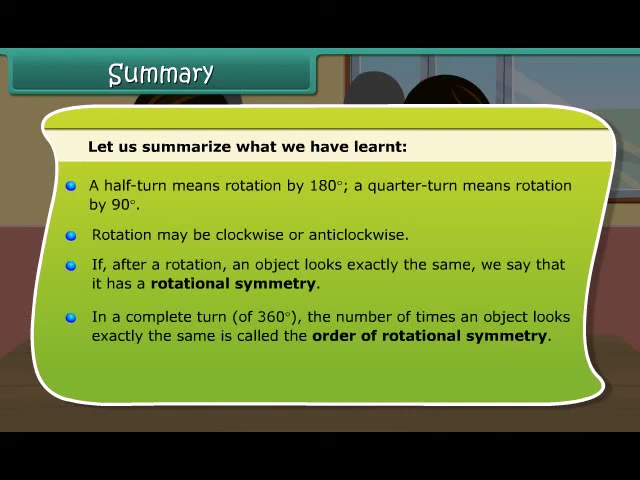 Summary
Let us summarize what we have learnt:
A half-turn means rotation by 180°; a quarter-turn means rotation
by 90°.
Rotation may be clockwise or anticlockwise.
If, after a rotation, an object looks exactly the same, we say that
it has a rotational symmetry.
In a complete turn (of 360°), the number of times an object looks
exactly the same is called the order of rotational symmetry.